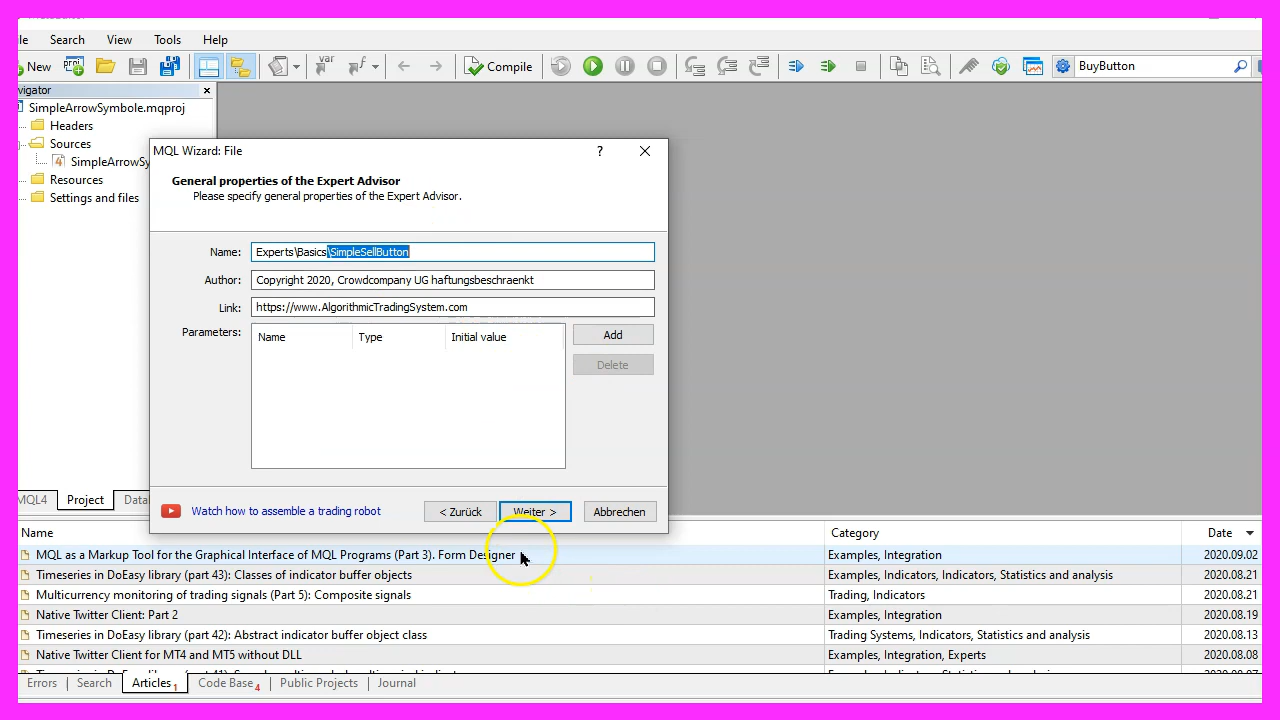 le Search View Tools Help
New Compile BuyButton
vigator
SimpleArrowSymbole.mqproj
Headers
Sources
SimpleArrowSy
Resources
Settings and files
MQL Wizard: File
General properties of the Expert Advisor
Please specify general properties of the Expert Advisor.
Name: Experts\Basics\SimpleSellButton
Author: Copyright 2020, Crowdcompany UG haftungsbeschraenkt
Link: https://www.AlgorithmicTradingSystem.com
Parameters:
Name Type Initial value
Add
Delete
Watch how to assemble a trading robot < Zurück Weiter > Abbrechen
MQL4 Project Data
Name Category Date
MQL as a Markup Tool for the Graphical Interface of MQL Programs (Part 3). Form Designer Examples, Integration 2020.09.02
Timeseries in DoEasy library (part 43): Classes of indicator buffer objects Examples, Indicators, Indicators, Statistics and analysis 2020.08.21
Multicurrency monitoring of trading signals (Part 5): Composite signals Trading, Indicators 2020.08.21
Native Twitter Client: Part 2 Examples, Integration 2020.08.19
Timeseries in DoEasy library (part 42): Abstract indicator buffer object class Trading Systems, Indicators, Statistics and analysis 2020.08.13
Native Twitter Client for MT4 and MT5 without DLL Examples, Integration, Experts 2020.08.08
Errors Search Articles 1 Code Base 4 Public Projects Journal